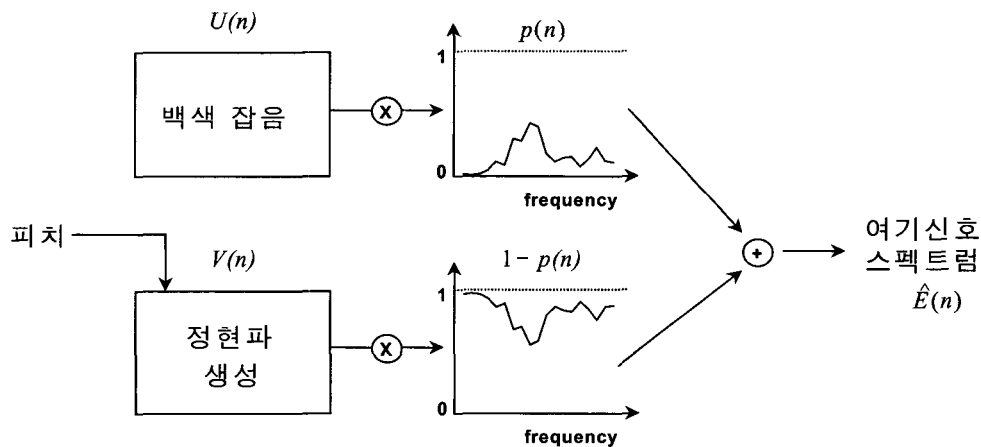 U(n)
백색 잡음
X
p(n)
1
0
frequency
피치
V(n)
정현파
생성
X
1 − p(n)
1
0
frequency
+
여기신호
스펙트럼
Ê(n)